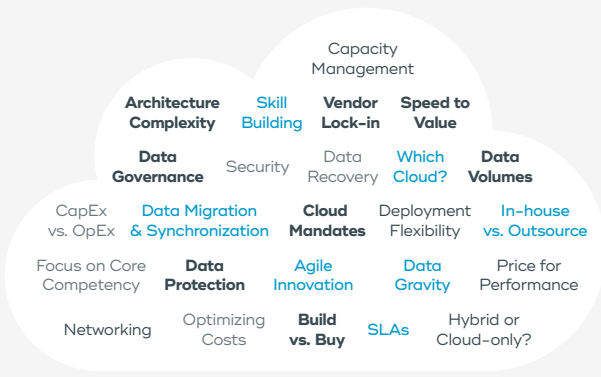 Capacity
Management
Architecture Complexity
Skill Building
Vendor Lock-in
Speed to Value
Data Governance
Security
Data Recovery
Which Cloud?
Data Volumes
CapEx vs. OpEx
Data Migration & Synchronization
Cloud Mandates
Deployment Flexibility
In-house vs. Outsource
Focus on Core Competency
Data Protection
Agile Innovation
Data Gravity
Price for Performance
Networking
Optimizing Costs
Build vs. Buy
SLAs
Hybrid or Cloud-only?